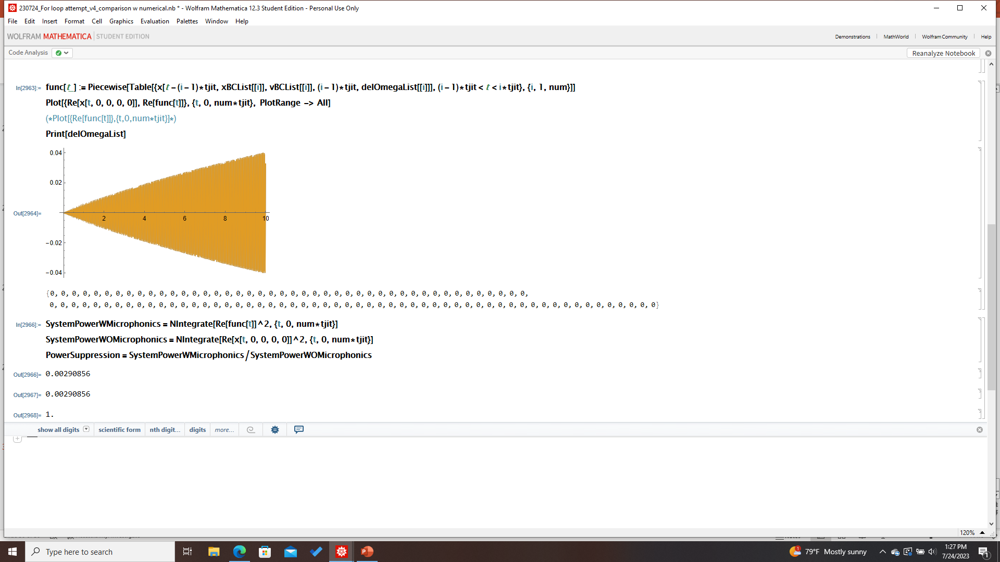 230724_For loop attempt_v4_comparison w numerical.nb * - Wolfram Mathematica 12.3 Student Edition - Personal Use Only
File Edit Insert Format Cell Graphics Evaluation Palettes Window Help
WOLFRAM MATHEMATICA STUDENT EDITION
Demonstrations MathWorld Wolfram Community Help
Code Analysis
Reanalyze Notebook
In[2963]:= func[t_] := Piecewise[Table[{x[t - (i - 1)*tjit, xBCList[[i]], vBCList[[i]], (i - 1)*tjit, delOmegaList[[i]]], (i - 1)*tjit < t < i*tjit}, {i, 1, num}]]
Plot[{Re[x[t, 0, 0, 0, 0]], Re[func[t]]}, {t, 0, num*tjit}, PlotRange -> All]
(*Plot[{Re[func[t]]},{t,0,num*tjit}]*)
Print[delOmegaList]
0.04
0.02
Out[2964]=
2 4 6 8 10
-0.02
-0.04
{0, 0, 0, 0, 0, 0, 0, 0, 0, 0, 0, 0, 0, 0, 0, 0, 0, 0, 0, 0, 0, 0, 0, 0, 0, 0, 0, 0, 0, 0, 0, 0, 0, 0, 0, 0, 0, 0, 0, 0, 0, 0, 0, 0,
0, 0, 0, 0, 0, 0, 0, 0, 0, 0, 0, 0, 0, 0, 0, 0, 0, 0, 0, 0, 0, 0, 0, 0, 0, 0, 0, 0, 0, 0, 0, 0, 0, 0, 0, 0, 0, 0, 0, 0, 0, 0, 0, 0, 0, 0, 0, 0, 0, 0, 0, 0, 0, 0, 0, 0}
In[2966]:= SystemPowerWMicrophonics = NIntegrate[Re[func[t]]^2, {t, 0, num*tjit}]
SystemPowerWOMicrophonics = NIntegrate[Re[x[t, 0, 0, 0, 0]]^2, {t, 0, num*tjit}]
PowerSuppression = SystemPowerWMicrophonics/SystemPowerWOMicrophonics
Out[2966]= 0.00290856
Out[2967]= 0.00290856
Out[2968]= 1.
show all digits scientific form nth digit... digits more...
120%
Type here to search
1
79°F Mostly sunny
1:27 PM
7/24/2023
1